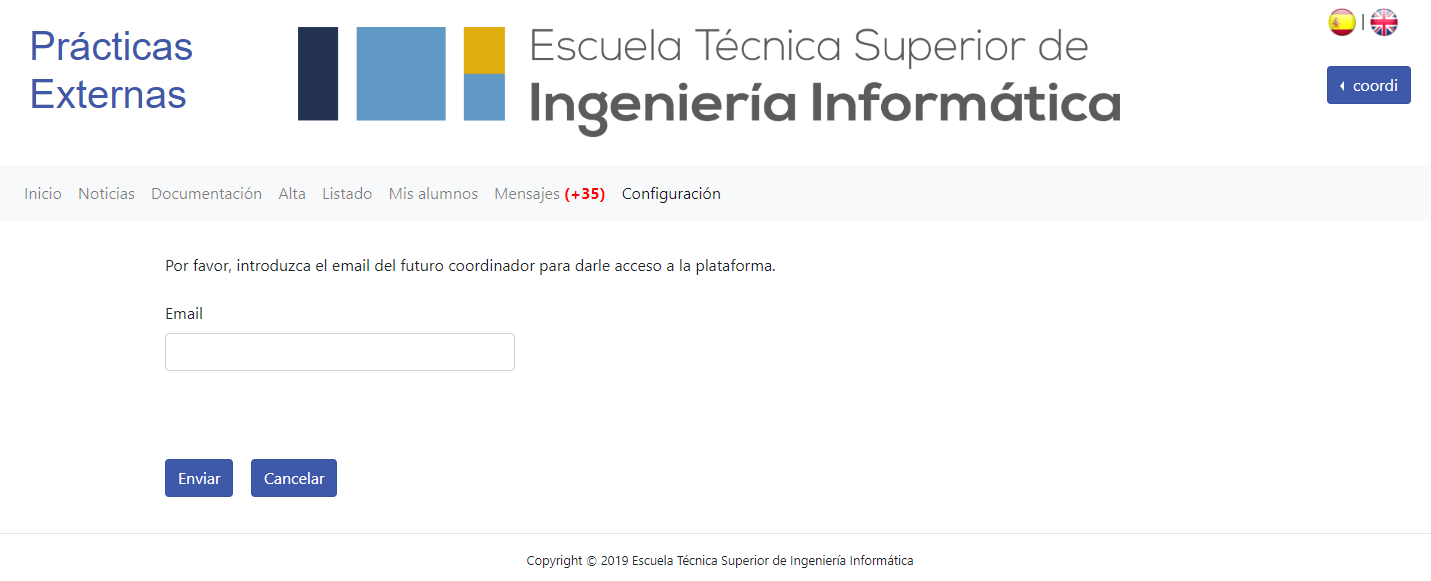 Prácticas
Externas
Escuela Técnica Superior de
Ingeniería Informática
|
coordi
Inicio Noticias Documentación Alta Listado Mis alumnos Mensajes (+35) Configuración
Por favor, introduzca el email del futuro coordinador para darle acceso a la plataforma.
Email
Enviar Cancelar
Copyright © 2019 Escuela Técnica Superior de Ingeniería Informática